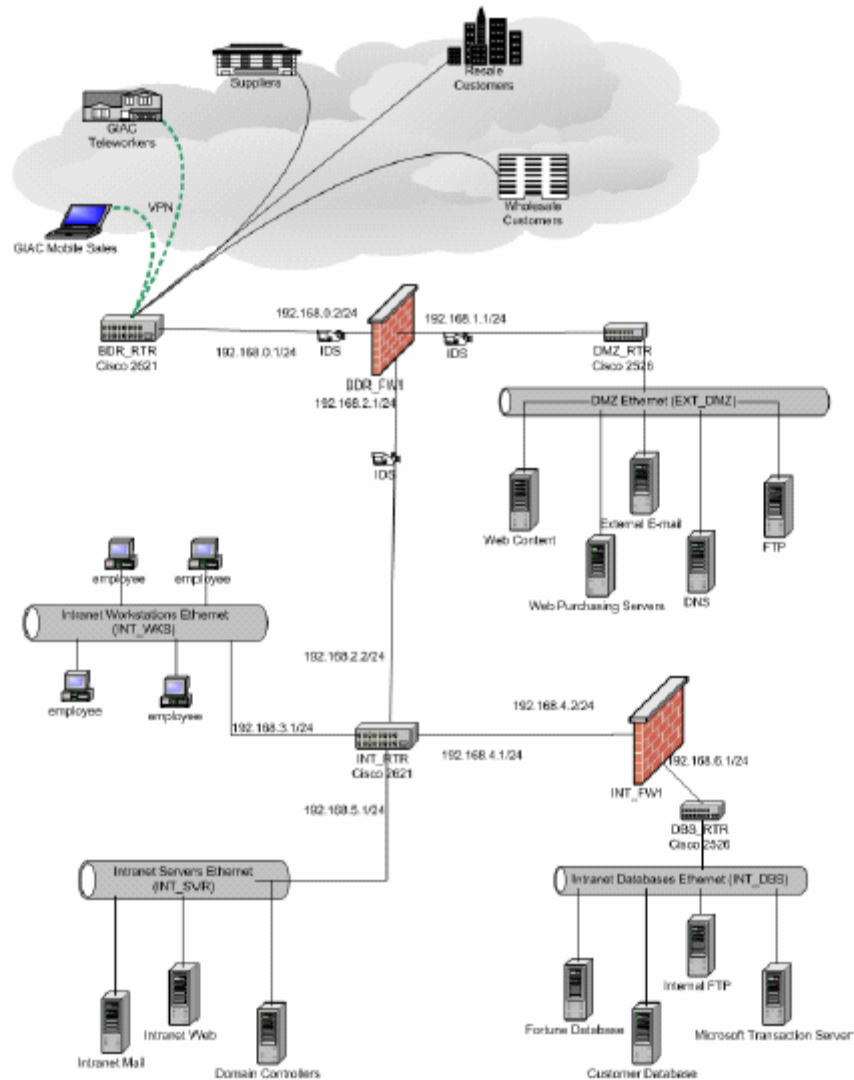 Suppliers
Resale
Customers
GIAC
Teleworkers
Wholesale
Customers
VPN
GIAC Mobile Sales
192.168.0.2/24
192.168.1.1/24
BDR_RTR
Cisco 2621
192.168.0.1/24
IDS
IDS
DMZ_RTR
Cisco 2526
BDR_FW1
192.168.2.1/24
DMZ Ethernet (EXT_DMZ)
IDS
Web Content
External E-mail
FTP
Web Purchasing Servers
DNS
employee
employee
Intranet Workstations Ethernet
(INT_WKS)
employee
employee
192.168.2.2/24
192.168.3.1/24
192.168.4.2/24
INT_RTR
Cisco 2621
192.168.4.1/24
192.168.6.1/24
INT_FW1
192.168.5.1/24
DBS_RTR
Cisco 2526
Intranet Servers Ethernet
(INT_SVR)
Intranet Databases Ethernet (INT_DBS)
Intranet Mail
Intranet Web
Domain Controllers
Fortune Database
Internal FTP
Customer Database
Microsoft Transaction Server